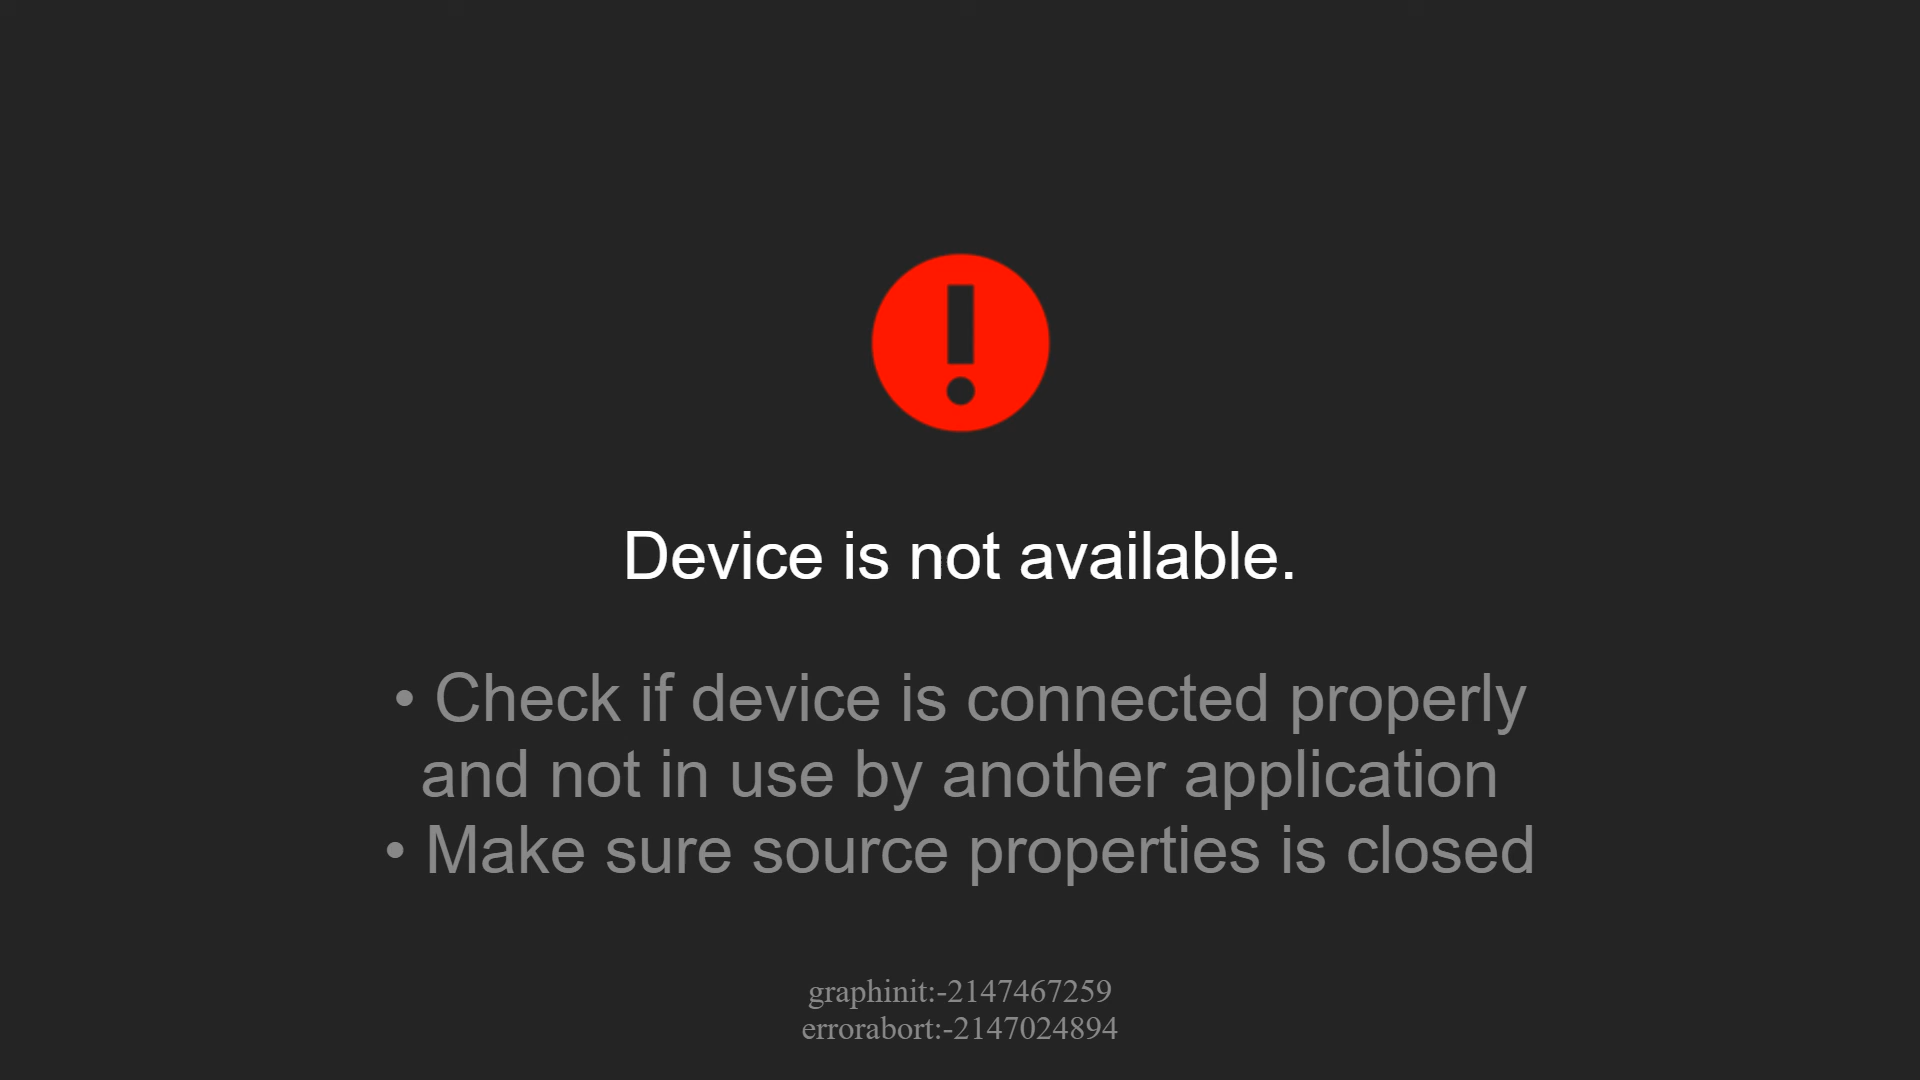 Device is not available.
• Check if device is connected properly
and not in use by another application
• Make sure source properties is closed
graphinit:-2147467259
errorabort:-2147024894